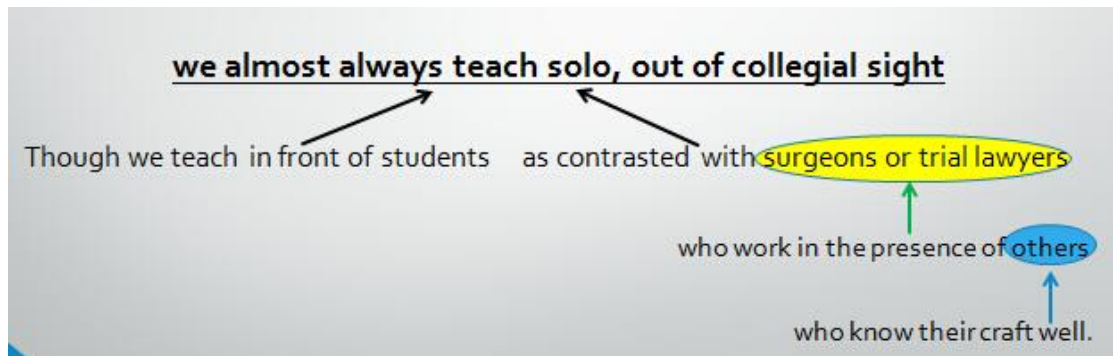 we almost always teach solo, out of collegial sight
Though we teach in front of students as contrasted with surgeons or trial lawyers
who work in the presence of others
who know their craft well.